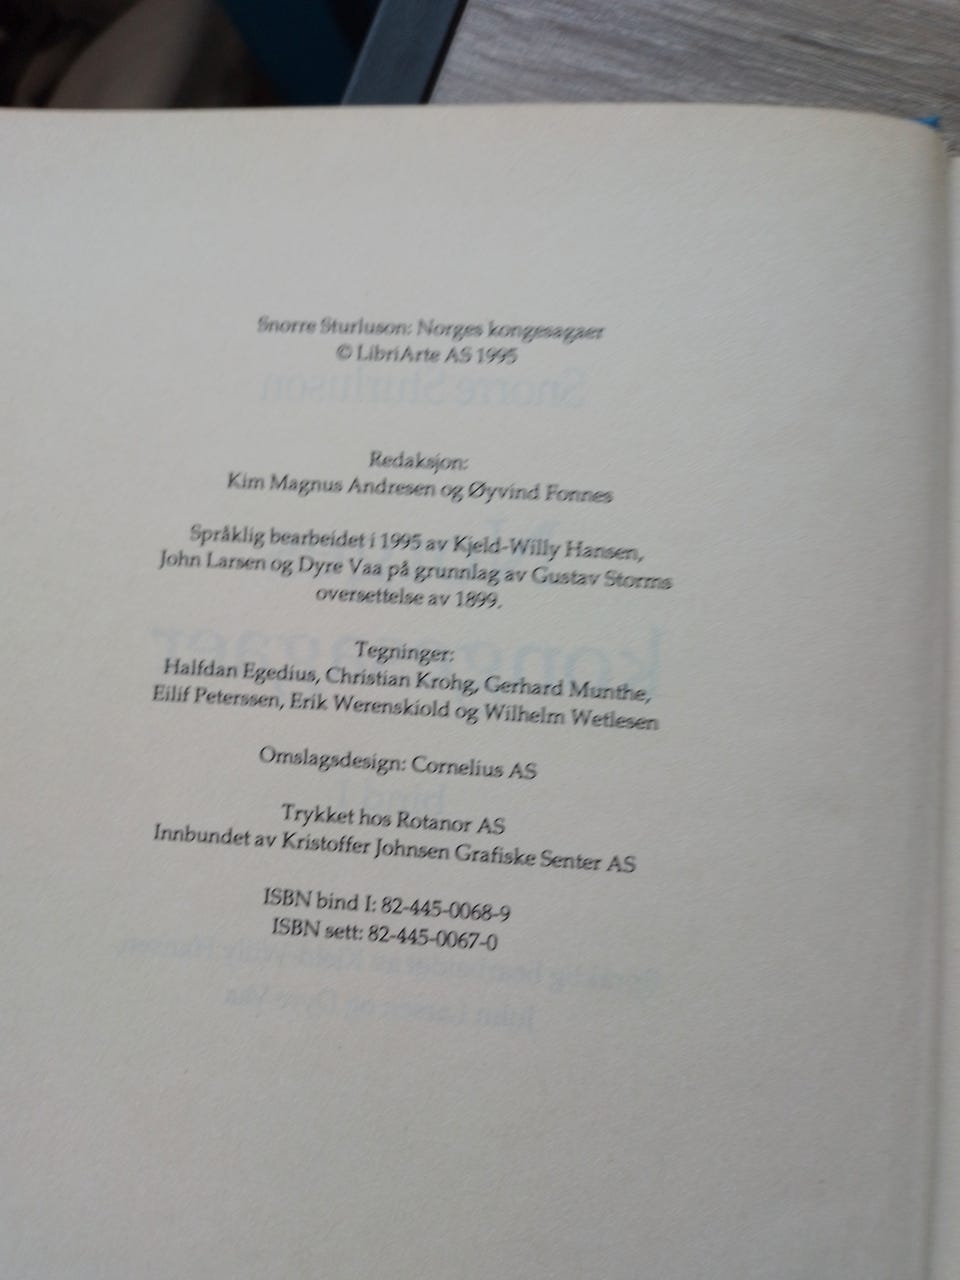 Snorre Sturluson: Norges kongesagaer
© LibriArte AS 1995
Redaksjon:
Kim Magnus Andresen og Øyvind Fonnes
Språklig bearbeidet i 1995 av Kjeld-Willy Hansen,
John Larsen og Dyre Vaa på grunnlag av Gustav Storms
oversettelse av 1899.
Tegninger:
Halfdan Egedius, Christian Krohg, Gerhard Munthe,
Eilif Peterssen, Erik Werenskiold og Wilhelm Wetlesen
Omslagsdesign: Cornelius AS
Trykket hos Rotanor AS
Innbundet av Kristoffer Johnsen Grafiske Senter AS
ISBN bind I: 82-445-0068-9
ISBN sett: 82-445-0067-0